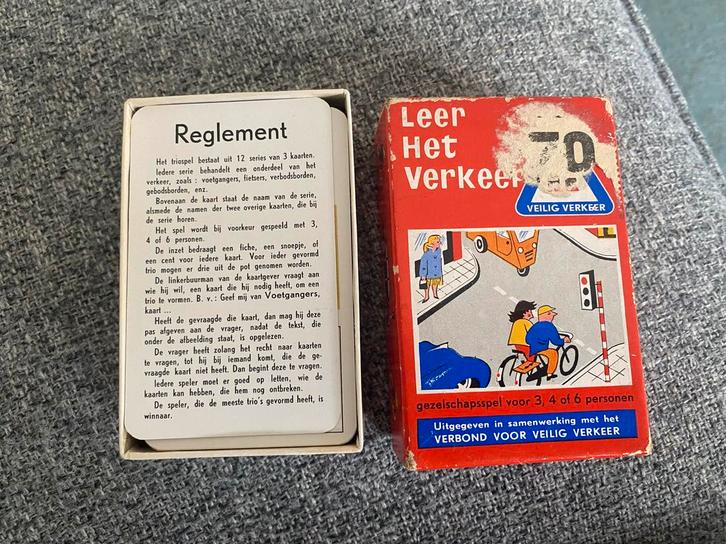 Reglement
Het triospel bestaat uit 12 series van 3 kaarten.
Iedere serie behandelt een onderdeel van het
verkeer, zoals : voetgangers, fietsers, verbodsborden,
gebodsborden, enz.
Bovenaan de kaart staat de naam van de serie,
alsmede de namen der twee overige kaarten, die bij
de serie horen.
Het spel wordt bij voorkeur gespeeld met 3,
4 of 6 personen.
De inzet bedraagt een fiche, een snoepje, of
een cent voor iedere kaart. Voor ieder gevormd
trio mogen er drie uit de pot genomen worden.
De linkerbuurman van de kaartgever vraagt aan
wie hij wil, een kaart die hij nodig heeft, om een
trio te vormen. B. v. : Geef mij van Voetgangers,
kaart ...
Heeft de gevraagde die kaart, dan mag hij deze
pas afgeven aan de vrager, nadat de tekst, die
onder de afbeelding staat, is opgelezen.
De vrager heeft zolang het recht naar kaarten
te vragen, tot hij bij iemand komt, die de ge-
vraagde kaart niet heeft. Dan begint deze te vragen.
Iedere speler moet er goed op letten, wie de
kaarten kan hebben, die hem nog ontbreken.
De speler, die de meeste trio's gevormd heeft, is
winnaar.
Leer
Het
Verkeer
70
VEILIG VERKEER
gezelschapsspel voor 3, 4 of 6 personen
Uitgegeven in samenwerking met het
VERBOND VOOR VEILIG VERKEER